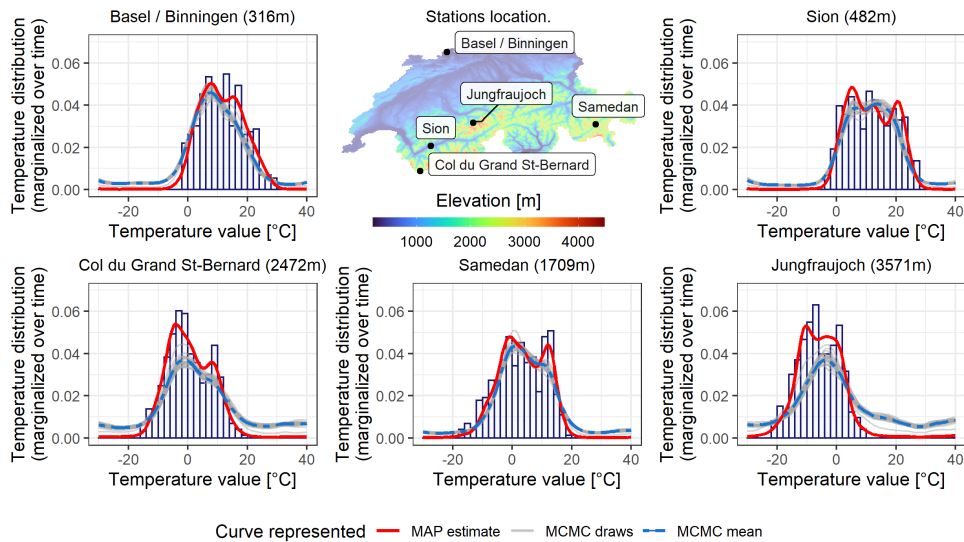 Basel / Binningen (316m)
Temperature distribution
(marginalized over time)
0.06
0.04
0.02
0.00
-20
0
20
40
Temperature value [°C]
Stations location.
Basel / Binningen
Jungfraujoch
Samedan
Sion
Col du Grand St-Bernard
Elevation [m]
1000
2000
3000
4000
Sion (482m)
Temperature distribution
(marginalized over time)
0.06
0.04
0.02
0.00
-20
0
20
40
Temperature value [°C]
Col du Grand St-Bernard (2472m)
Temperature distribution
(marginalized over time)
0.06
0.04
0.02
0.00
-20
0
20
40
Temperature value [°C]
Samedan (1709m)
Temperature distribution
(marginalized over time)
0.06
0.04
0.02
0.00
-20
0
20
40
Temperature value [°C]
Jungfraujoch (3571m)
Temperature distribution
(marginalized over time)
0.06
0.04
0.02
0.00
-20
0
20
40
Temperature value [°C]
Curve represented MAP estimate MCMC draws MCMC mean